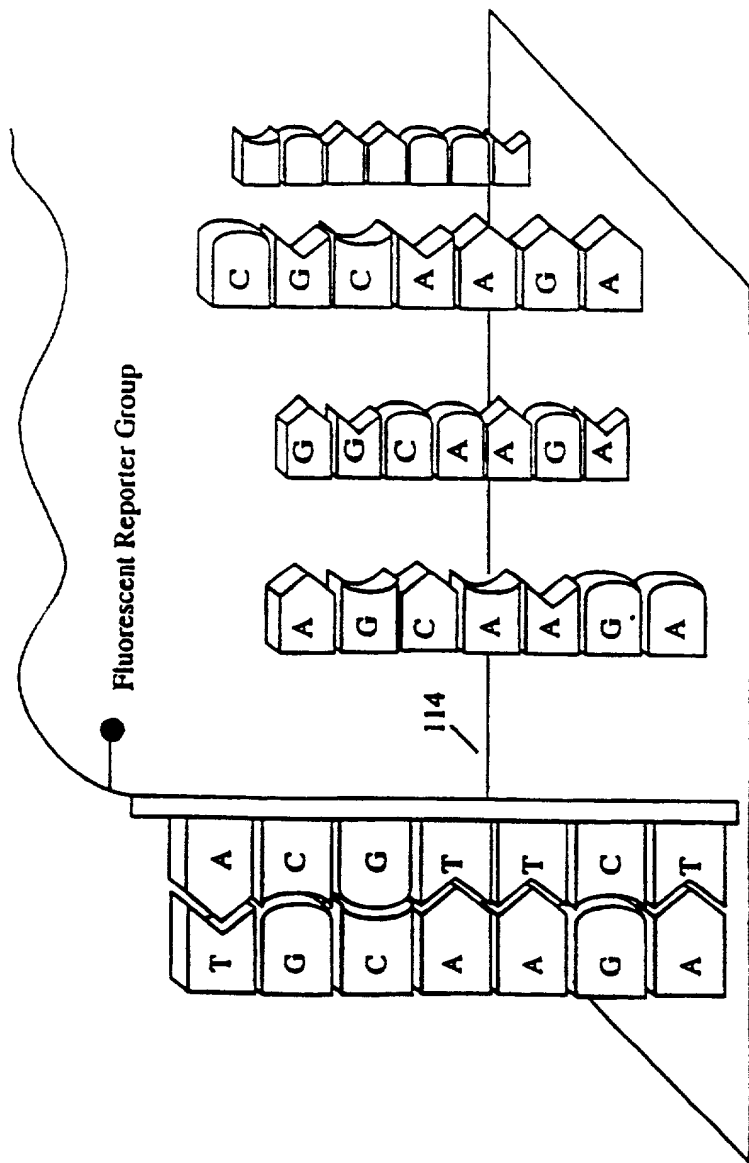 Fluorescent Reporter Group
T G C A A G A
A C G T T C T
114
A G C A A G A
G G C A A G A
C G C A A G A